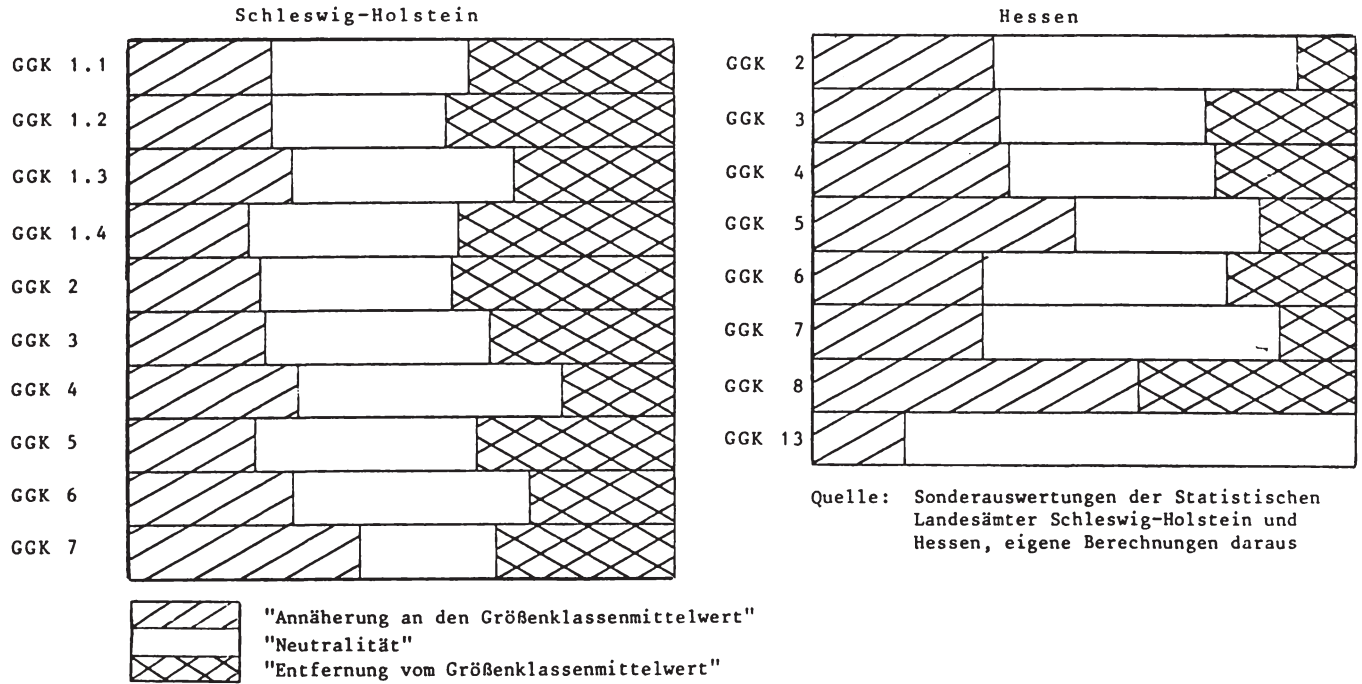 Schleswig-Holstein
GGK 1.1
GGK 1.2
GGK 1.3
GGK 1.4
GGK 2
GGK 3
GGK 4
GGK 5
GGK 6
GGK 7
"Annäherung an den Größenklassenmittelwert"
"Neutralität"
"Entfernung vom Größenklassenmittelwert"
Hessen
GGK 2
GGK 3
GGK 4
GGK 5
GGK 6
GGK 7
GGK 8
GGK 13
Quelle: Sonderauswertungen der Statistischen
Landesämter Schleswig-Holstein und
Hessen, eigene Berechnungen daraus